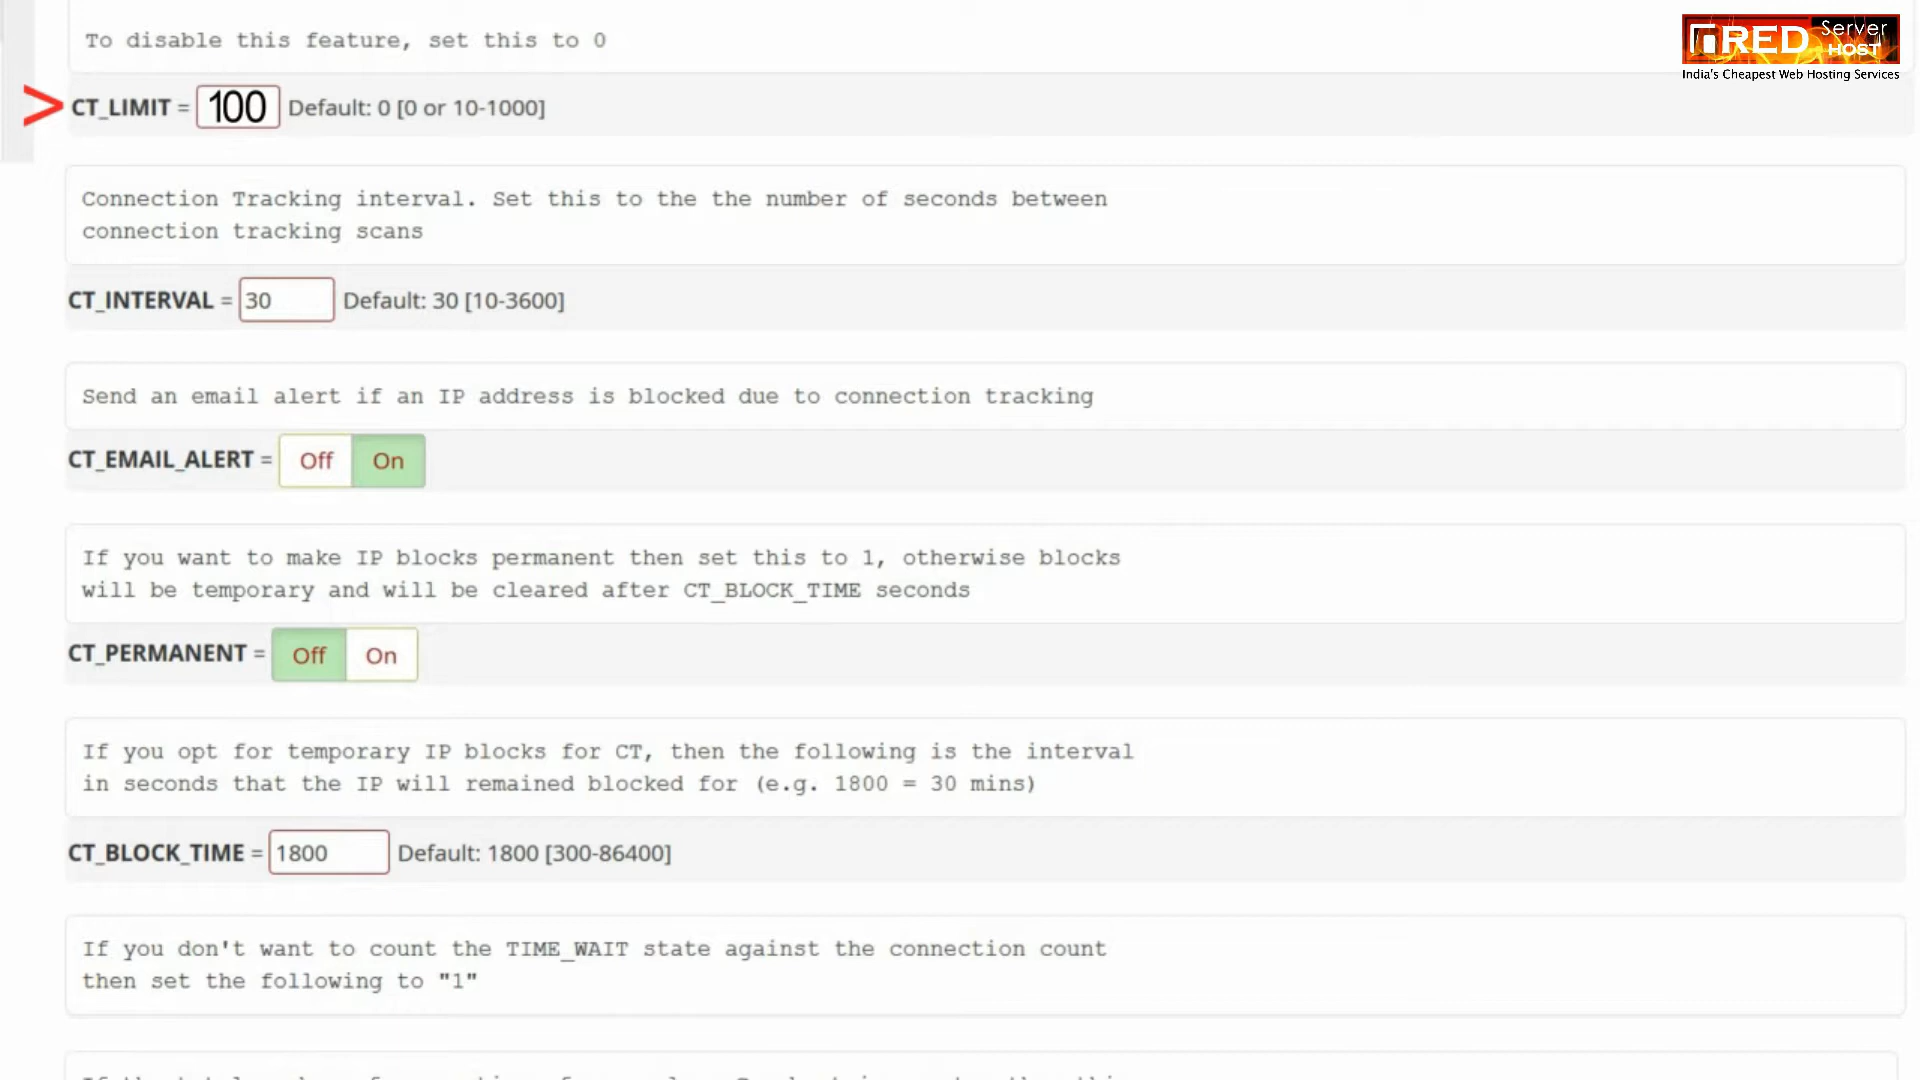 To disable this feature, set this to 0
RED Server HOST
India's Cheapest Web Hosting Services
> CT_LIMIT = 100 Default: 0 [0 or 10-1000]
Connection Tracking interval. Set this to the the number of seconds between
connection tracking scans
CT_INTERVAL = 30 Default: 30 [10-3600]
Send an email alert if an IP address is blocked due to connection tracking
CT_EMAIL_ALERT = Off On
If you want to make IP blocks permanent then set this to 1, otherwise blocks
will be temporary and will be cleared after CT_BLOCK_TIME seconds
CT_PERMANENT = Off On
If you opt for temporary IP blocks for CT, then the following is the interval
in seconds that the IP will remained blocked for (e.g. 1800 = 30 mins)
CT_BLOCK_TIME = 1800 Default: 1800 [300-86400]
If you don't want to count the TIME_WAIT state against the connection count
then set the following to "1"